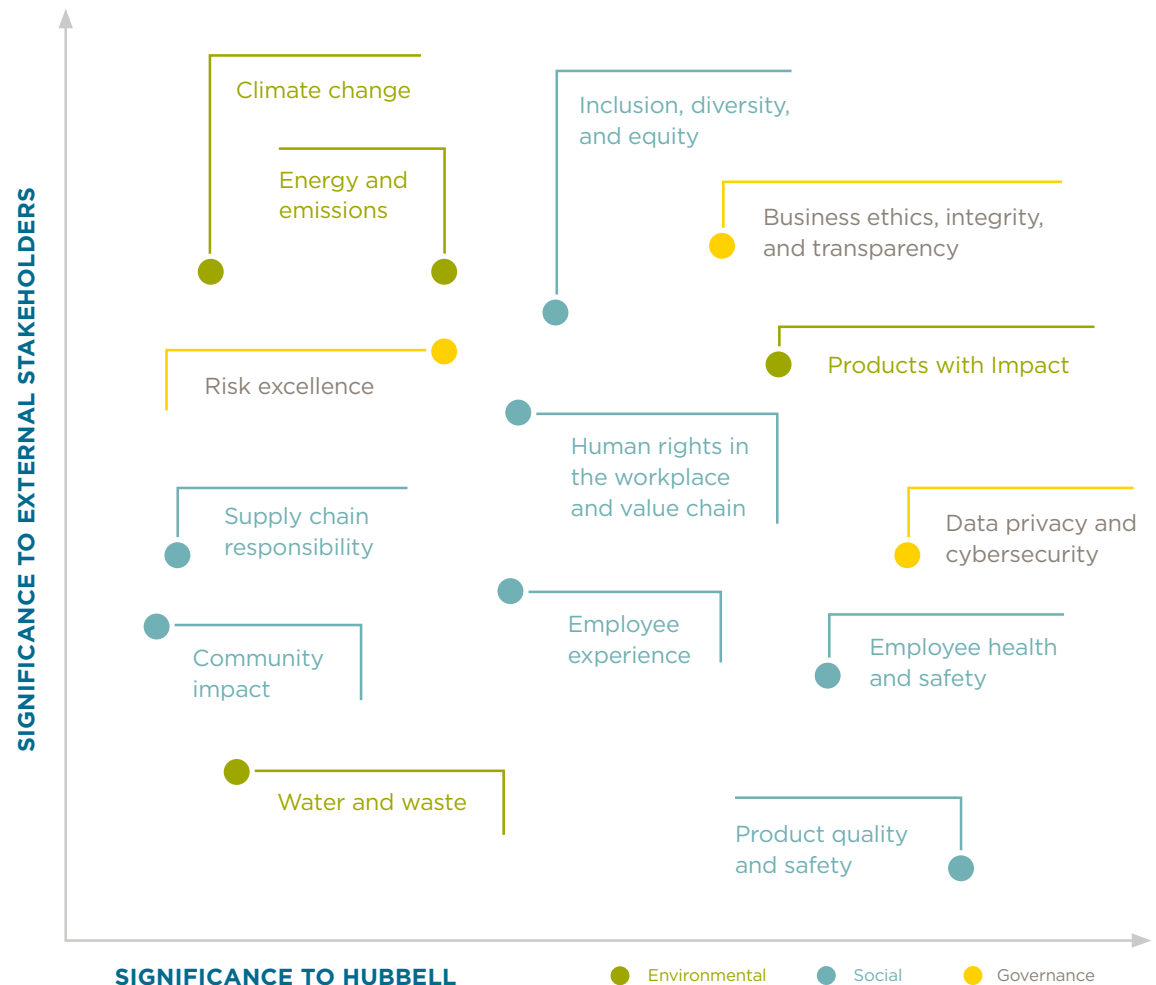 SIGNIFICANCE TO EXTERNAL STAKEHOLDERS
Climate change
Inclusion, diversity,
and equity
Energy and
emissions
Business ethics, integrity,
and transparency
Products with Impact
Risk excellence
Human rights in
the workplace
and value chain
Supply chain
responsibility
Data privacy and
cybersecurity
Employee
experience
Employee health
and safety
Community
impact
Water and waste
Product quality
and safety
SIGNIFICANCE TO HUBBELL
Environmental
Social
Governance